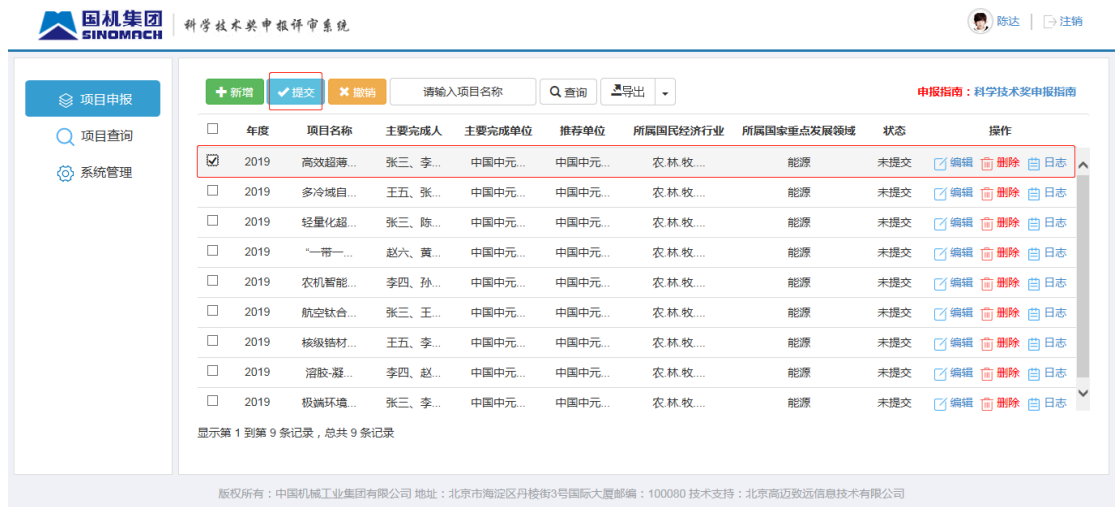 国机集团 科学技术奖申报评审系统 陈达 注销
SINOMACH
项目申报
项目查询
系统管理
新增 提交 撤销 请输入项目名称 查询 导出 申报指南：科学技术奖申报指南
年度 项目名称 主要完成人 主要完成单位 推荐单位 所属国民经济行业 所属国家重点发展领域 状态 操作
2019 高效超薄... 张三、李... 中国中元... 中国中元... 农.林.牧.... 能源 未提交 编辑 删除 日志
2019 多冷域自... 王五、张... 中国中元... 中国中元... 农.林.牧.... 能源 未提交 编辑 删除 日志
2019 轻量化超... 张三、陈... 中国中元... 中国中元... 农.林.牧.... 能源 未提交 编辑 删除 日志
2019 “一带一... 赵六、黄... 中国中元... 中国中元... 农.林.牧.... 能源 未提交 编辑 删除 日志
2019 农机智能... 李四、孙... 中国中元... 中国中元... 农.林.牧.... 能源 未提交 编辑 删除 日志
2019 航空钛合... 张三、王... 中国中元... 中国中元... 农.林.牧.... 能源 未提交 编辑 删除 日志
2019 核级锆材... 王五、李... 中国中元... 中国中元... 农.林.牧.... 能源 未提交 编辑 删除 日志
2019 溶胶-凝... 李四、赵... 中国中元... 中国中元... 农.林.牧.... 能源 未提交 编辑 删除 日志
2019 极端环境... 张三、李... 中国中元... 中国中元... 农.林.牧.... 能源 未提交 编辑 删除 日志
显示第 1 到第 9 条记录，总共 9 条记录
版权所有：中国机械工业集团有限公司 地址：北京市海淀区丹棱街3号国际大厦邮编：100080 技术支持：北京高迈致远信息技术有限公司